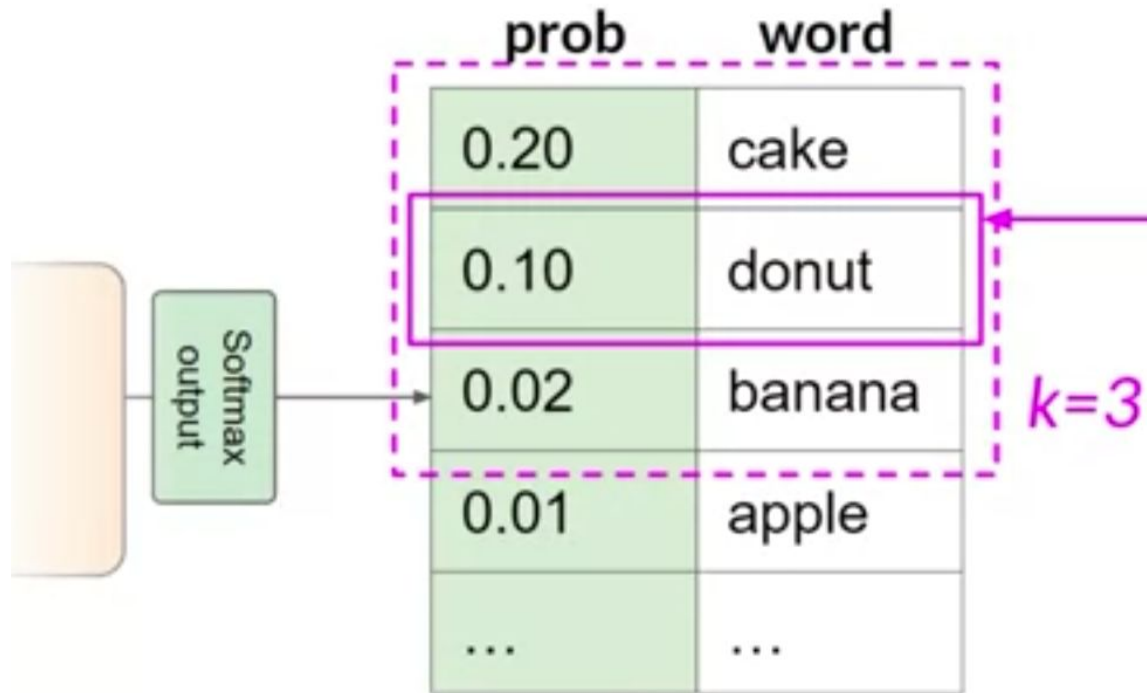 prob word
0.20 cake
0.10 donut
Softmax
output
0.02 banana
k=3
0.01 apple
... ...